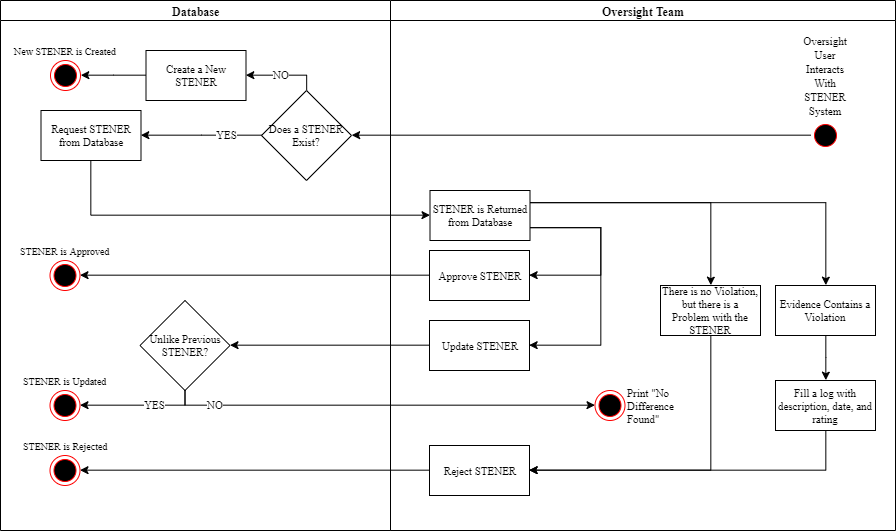 Database
Oversight Team
New STENER is Created
Create a New
STENER
NO
Oversight
User
Interacts
With
STENER
System
Request STENER
from Database
YES
Does a STENER
Exist?
STENER is Returned
from Database
STENER is Approved
Approve STENER
There is no Violation,
but there is a
Problem with the
STENER
Evidence Contains a
Violation
Unlike Previous
STENER?
Update STENER
STENER is Updated
YES
NO
Print "No
Difference
Found"
Fill a log with
description, date, and
rating
STENER is Rejected
Reject STENER